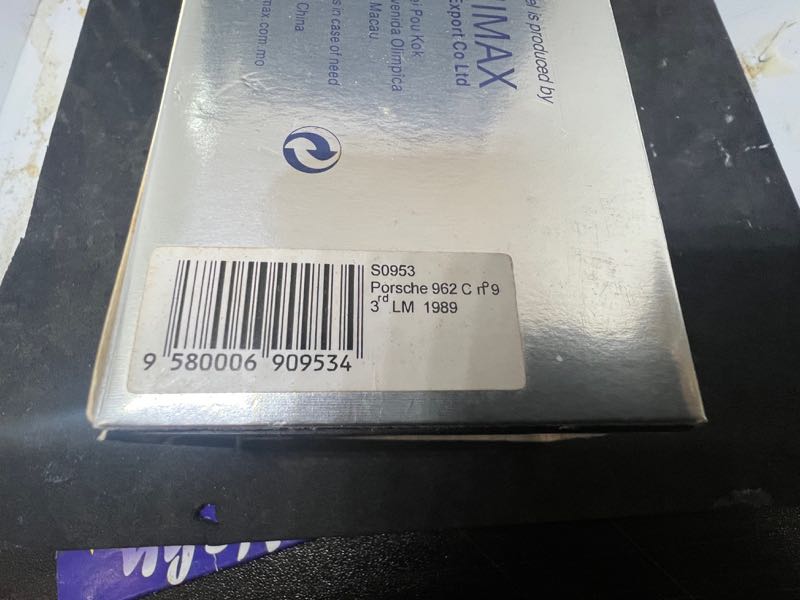 el is produced by
IMAX
Export Co Ltd
Pou Kok
venida Olimpica
Macau
s in case of need
China
max.com.mo
S0953
Porsche 962 C nº9
3rd LM 1989
9 580006 909534